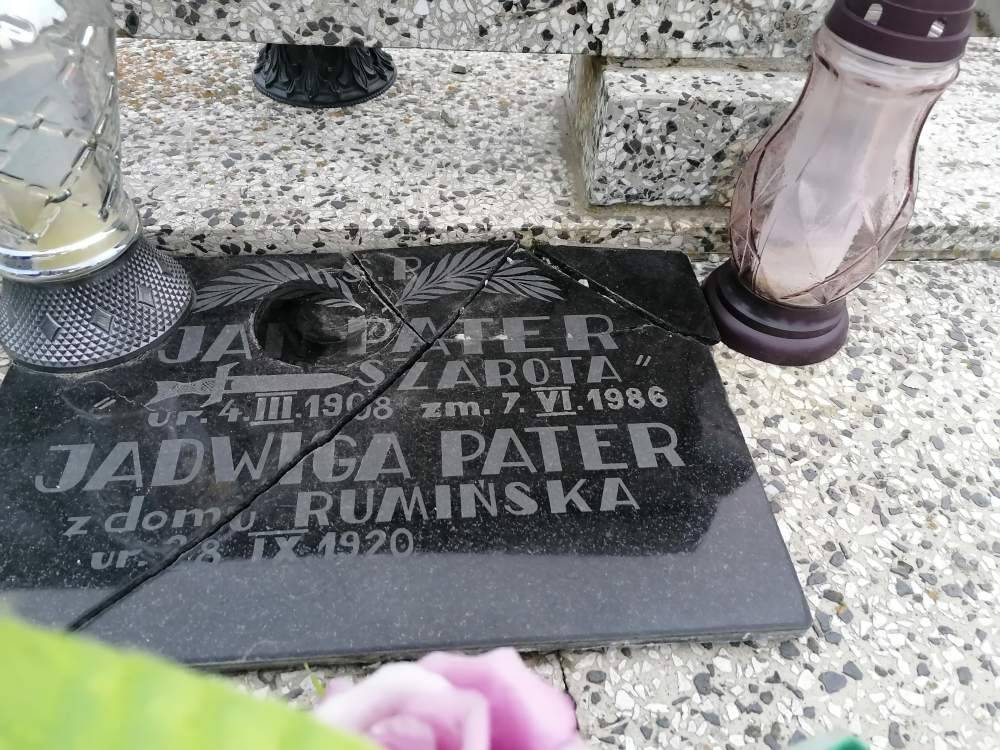 Ś. P.
JAN PATER
„ SZAROTA "
ur. 4.III.1908 zm. 7.VI.1986
JADWIGA PATER
z domu RUMIŃSKA
ur. 28.IX.1920